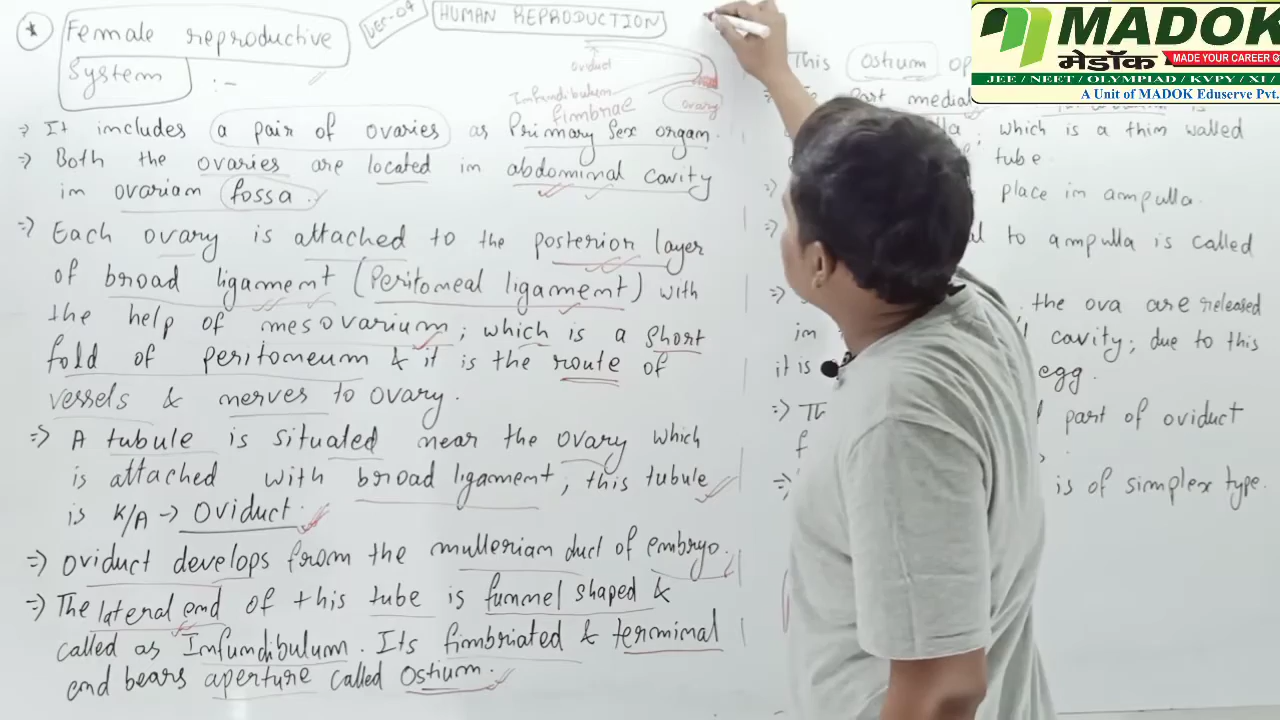 Female reproductive
System :-
LEC-04
HUMAN REPRODUCTION
oviduct
Infundibulum
fimbrae
ovary
=> It includes a pair of ovaries as Primary Sex organ.
=> Both the ovaries are located in abdominal cavity
in ovarian fossa.
=> Each ovary is attached to the posterior layer
of broad ligament (Peritoneal ligament) with
the help of mesovarium; which is a short
fold of peritoneum & it is the route of
vessels & nerves to ovary.
=> A tubule is situated near the ovary which
is attached with broad ligament, this tubule
is K/A -> Oviduct.
=> Oviduct develops from the mullerian duct of embryo.
=> The lateral end of this tube is funnel shaped &
called as Infundibulum. Its fimbriated & terminal
end bears aperture called Ostium.
This Ostium op
part media
which is a thin walled
tube.
place in ampulla.
to ampulla is called
the ova are released
in cavity; due to this
it is egg.
part of oviduct
is of simplex type.
MADOK
मेडॉक
MADE YOUR CAREER G
JEE / NEET / OLYMPIAD / KVPY / XI /
A Unit of MADOK Eduserve Pvt.